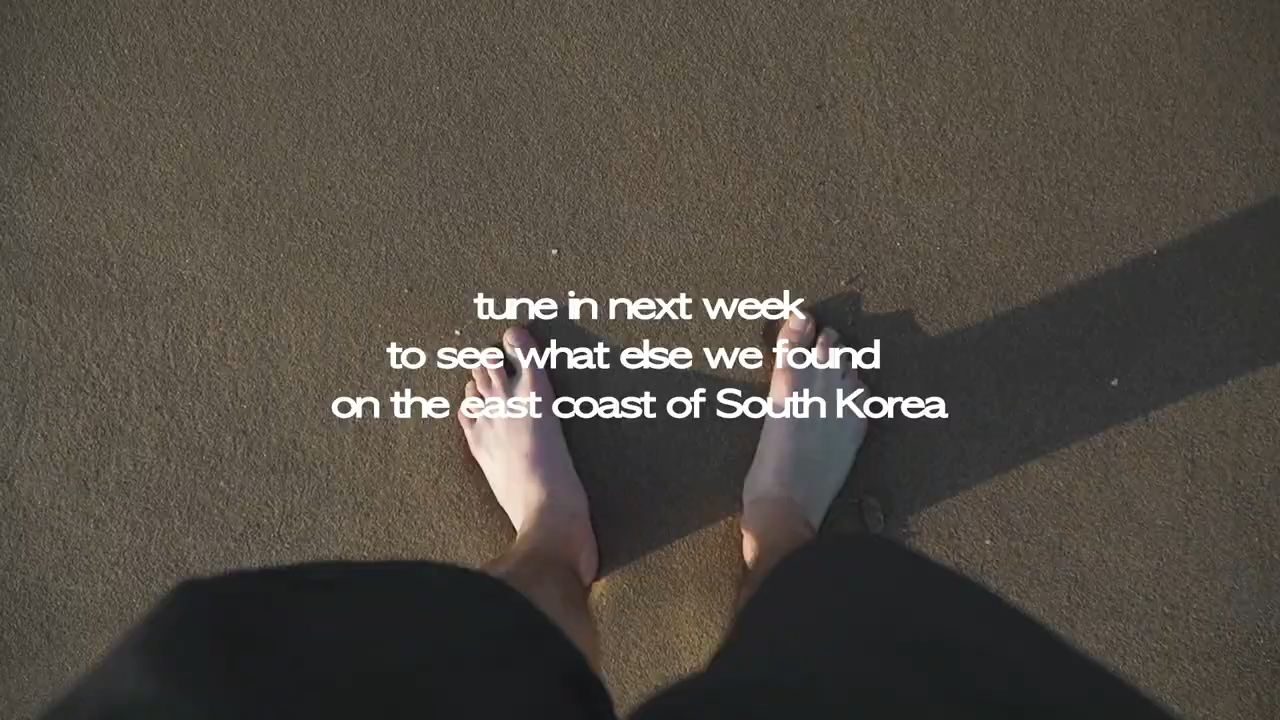 tune in next week
to see what else we found
on the east coast of South Korea